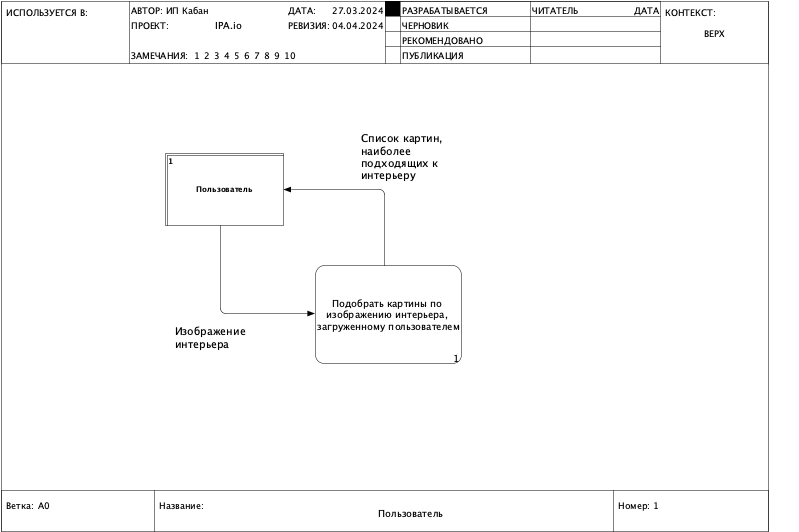 ИСПОЛЬЗУЕТСЯ В:
АВТОР: ИП Кабан
ДАТА: 27.03.2024
ПРОЕКТ: IPA.io
РЕВИЗИЯ: 04.04.2024
ЗАМЕЧАНИЯ: 1 2 3 4 5 6 7 8 9 10
РАЗРАБАТЫВАЕТСЯ
ЧЕРНОВИК
РЕКОМЕНДОВАНО
ПУБЛИКАЦИЯ
ЧИТАТЕЛЬ ДАТА
КОНТЕКСТ:
ВЕРХ
Список картин,
наиболее
подходящих к
интерьеру
1
Пользователь
Подобрать картины по
изображению интерьера,
загруженному пользователем
1
Изображение
интерьера
Ветка: A0
Название:
Пользователь
Номер: 1